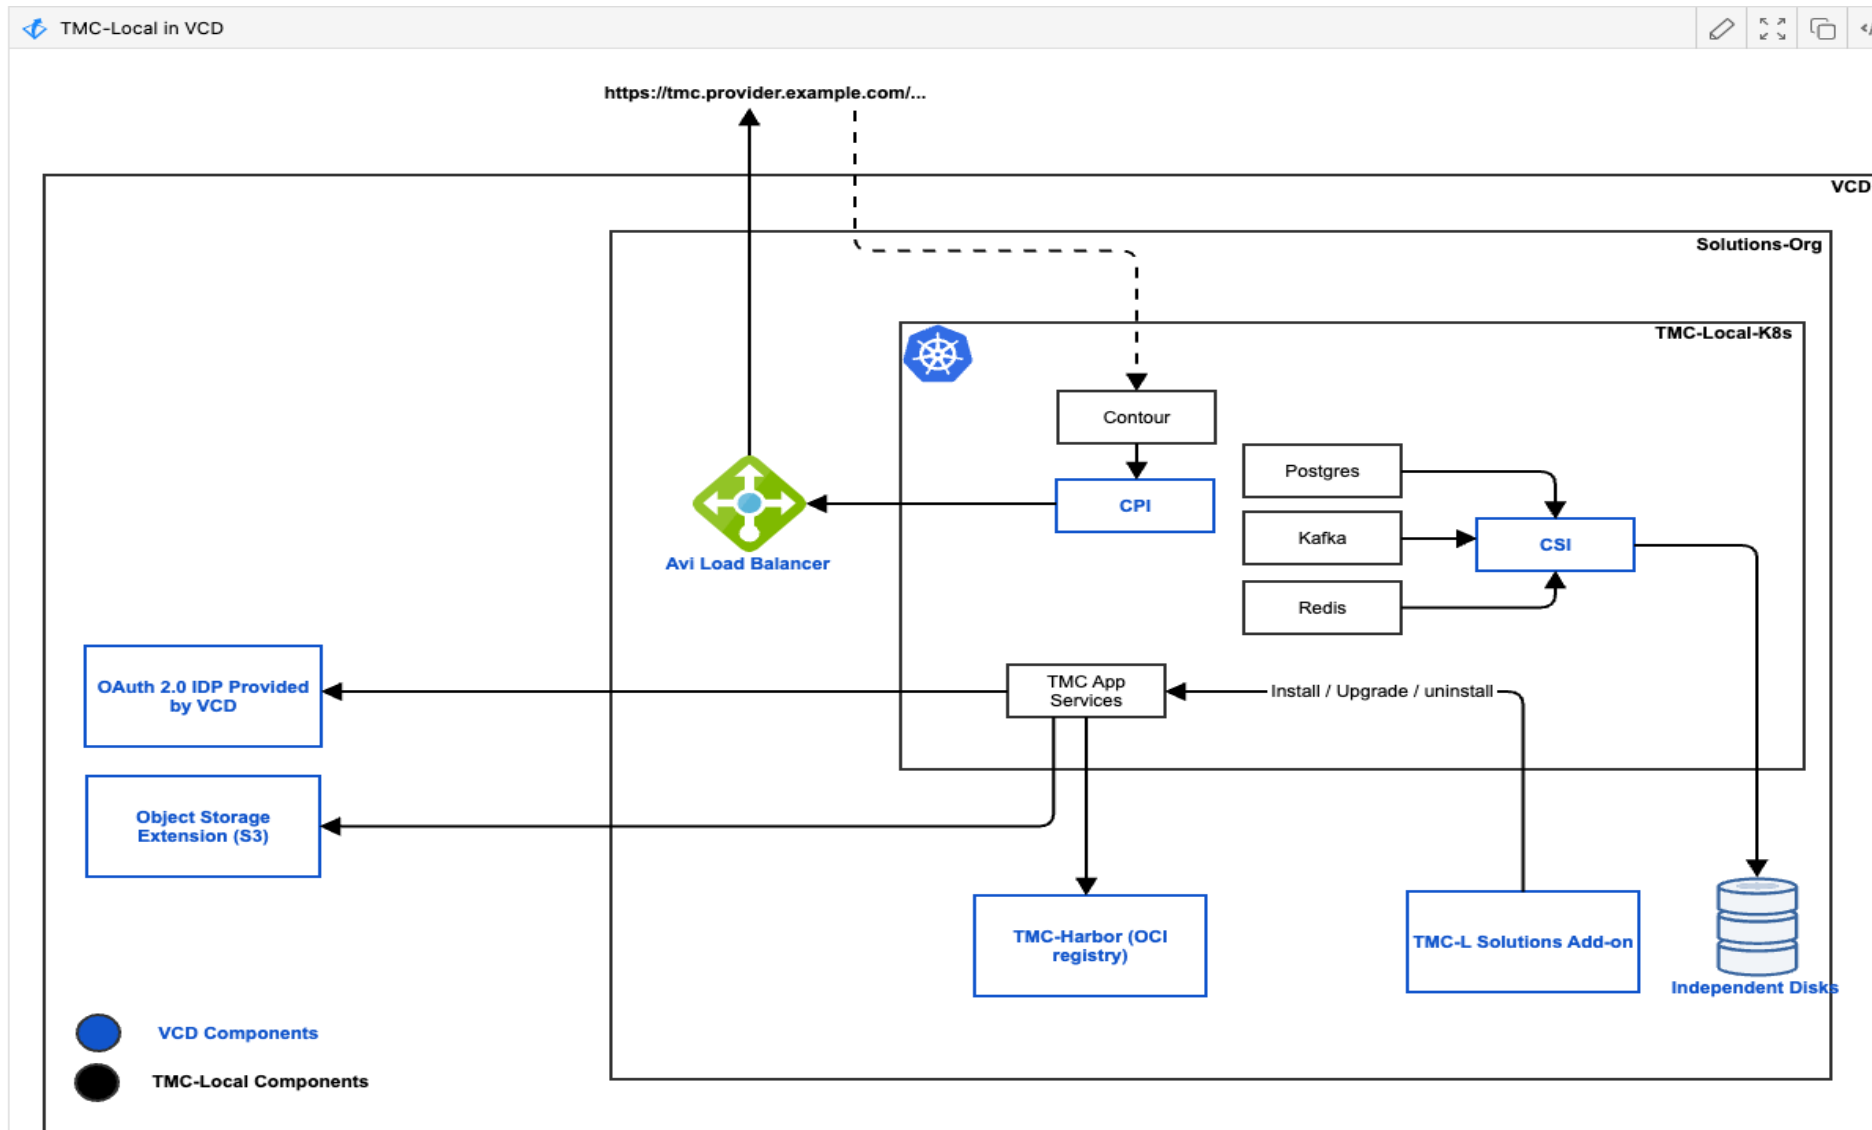 TMC-Local in VCD
https://tmc.provider.example.com/...
VCD
Solutions-Org
TMC-Local-K8s
Contour
Postgres
CPI
Kafka
CSI
Avi Load Balancer
Redis
OAuth 2.0 IDP Provided
by VCD
TMC App
Services
Install / Upgrade / uninstall
Object Storage
Extension (S3)
TMC-Harbor (OCI
registry)
TMC-L Solutions Add-on
Independent Disks
VCD Components
TMC-Local Components